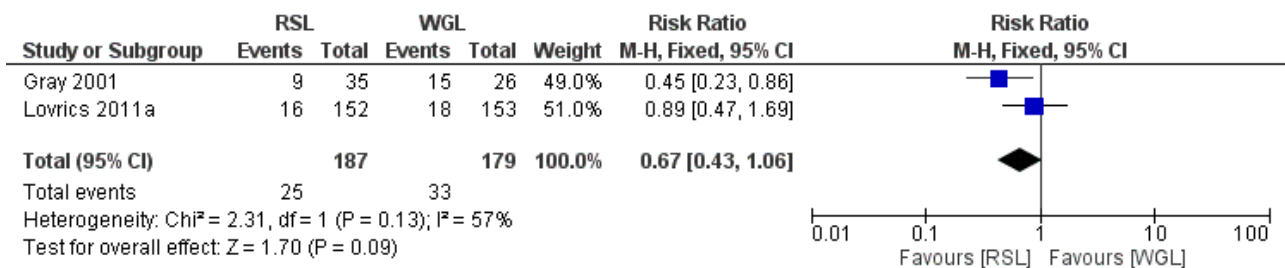 RSL WGL Risk Ratio Risk Ratio
Study or Subgroup Events Total Events Total Weight M-H, Fixed, 95% CI M-H, Fixed, 95% CI
Gray 2001 9 35 15 26 49.0% 0.45 [0.23, 0.86]
Lovrics 2011a 16 152 18 153 51.0% 0.89 [0.47, 1.69]
Total (95% CI) 187 179 100.0% 0.67 [0.43, 1.06]
Total events 25 33
Heterogeneity: Chi² = 2.31, df = 1 (P = 0.13); I² = 57%
Test for overall effect: Z = 1.70 (P = 0.09)
0.01 0.1 1 10 100
Favours [RSL] Favours [WGL]